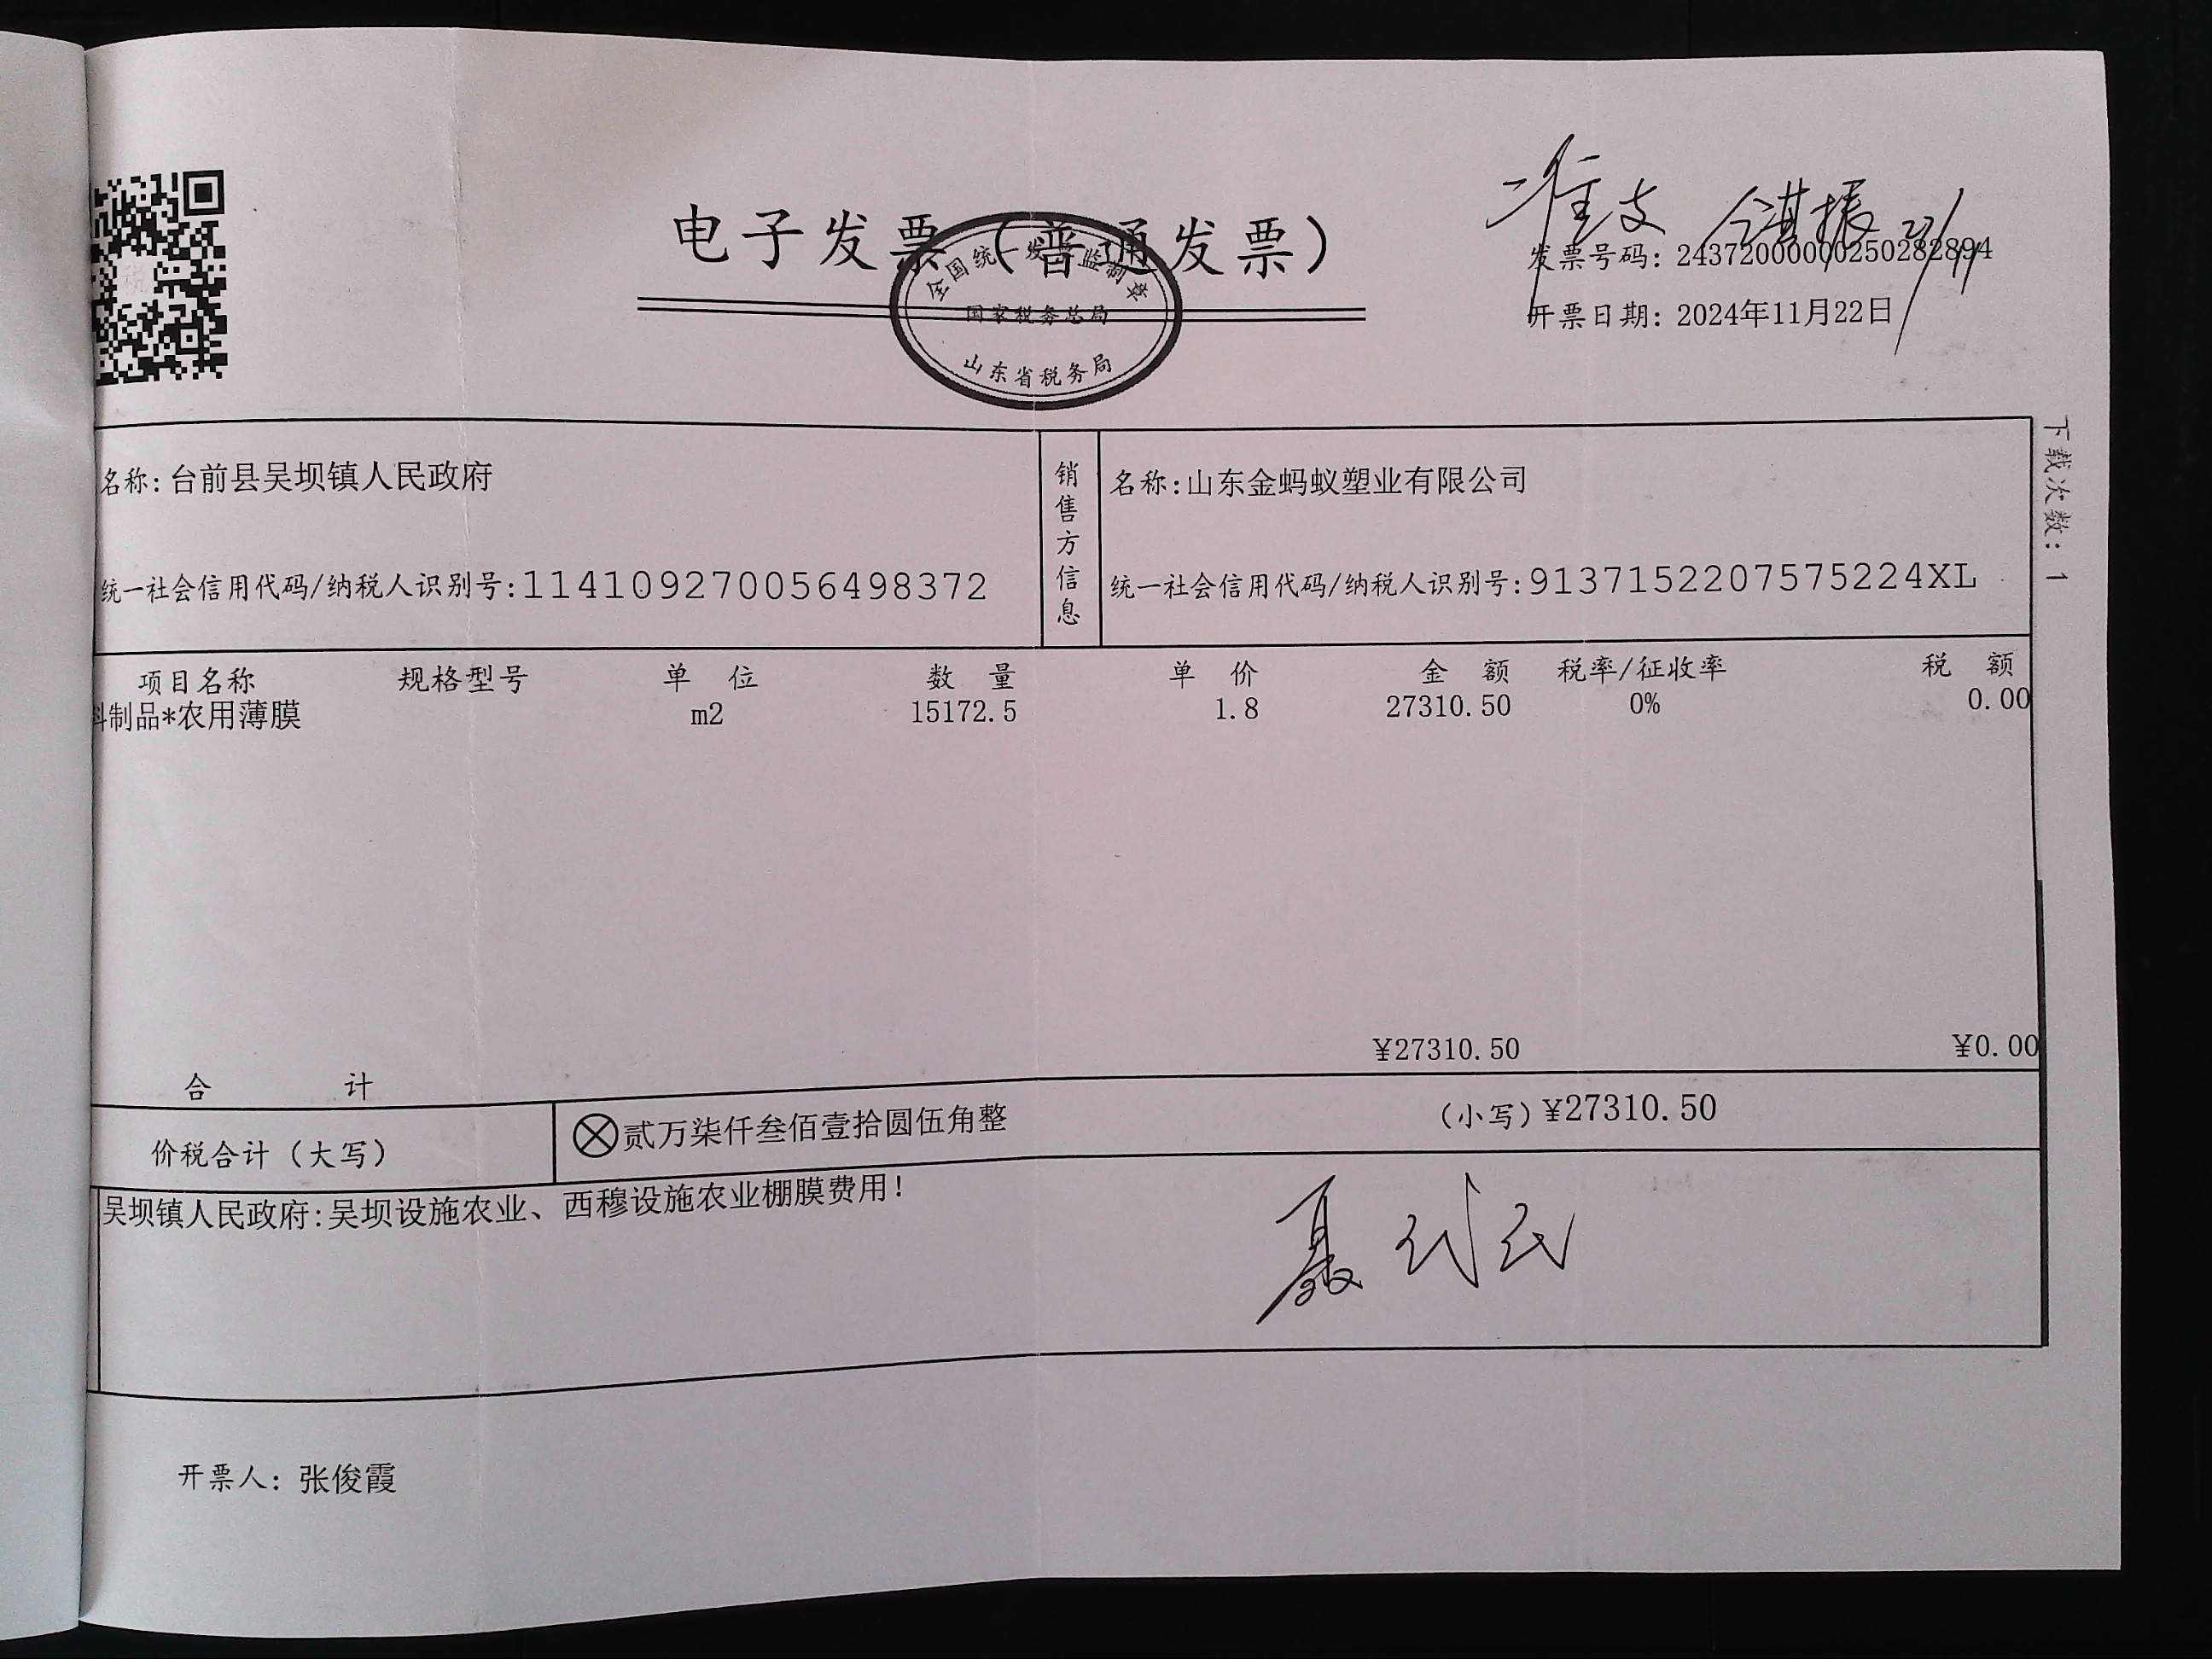 电子发票（普通发票）
全国统一发票监制章
国家税务总局
山东省税务局
准支
发票号码：24372000000250282894
开票日期：2024年11月22日
下载次数：1
名称：台前县吴坝镇人民政府
统一社会信用代码/纳税人识别号：114109270056498372
销售方信息
名称：山东金蚂蚁塑业有限公司
统一社会信用代码/纳税人识别号：9137152207575224XL
项目名称 规格型号 单位 数量 单价 金额 税率/征收率 税额
料制品*农用薄膜 m2 15172.5 1.8 27310.50 0% 0.00
合计 ¥27310.50 ¥0.00
价税合计（大写） 贰万柒仟叁佰壹拾圆伍角整 （小写）¥27310.50
吴坝镇人民政府:吴坝设施农业、西穆设施农业棚膜费用!
开票人：张俊霞